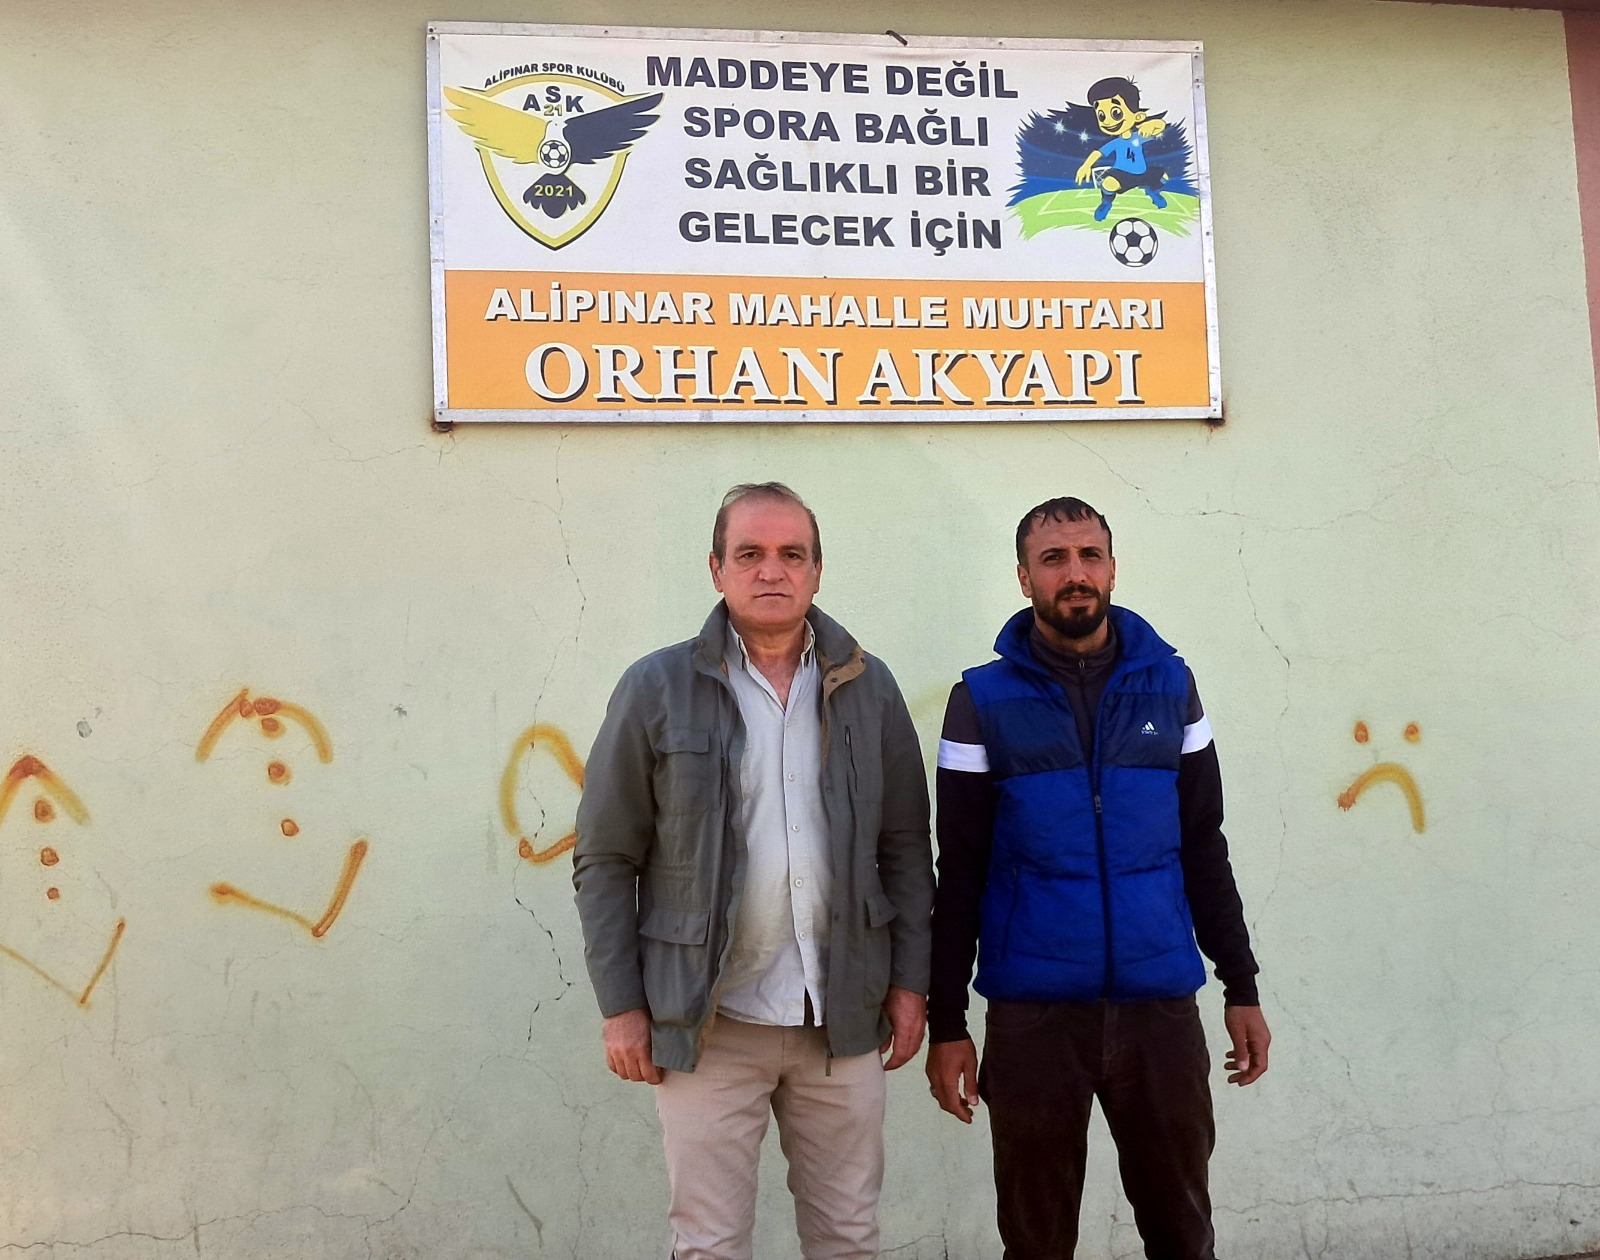 ALİPINAR SPOR KULÜBÜ
ASK
21
2021
MADDEYE DEĞİL
SPORA BAĞLI
SAĞLIKLI BİR
GELECEK İÇİN
4
ALİPINAR MAHALLE MUHTARI
ORHAN AKYAPI